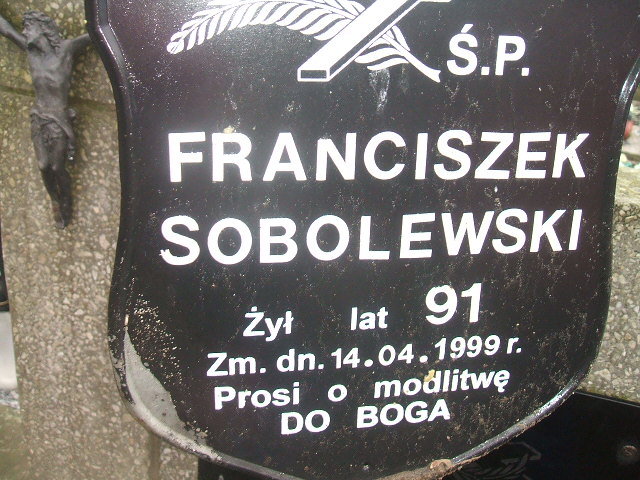 Ś.P.
FRANCISZEK
SOBOLEWSKI
Żył lat 91
Zm. dn. 14.04.1999 r.
Prosi o modlitwę
DO BOGA